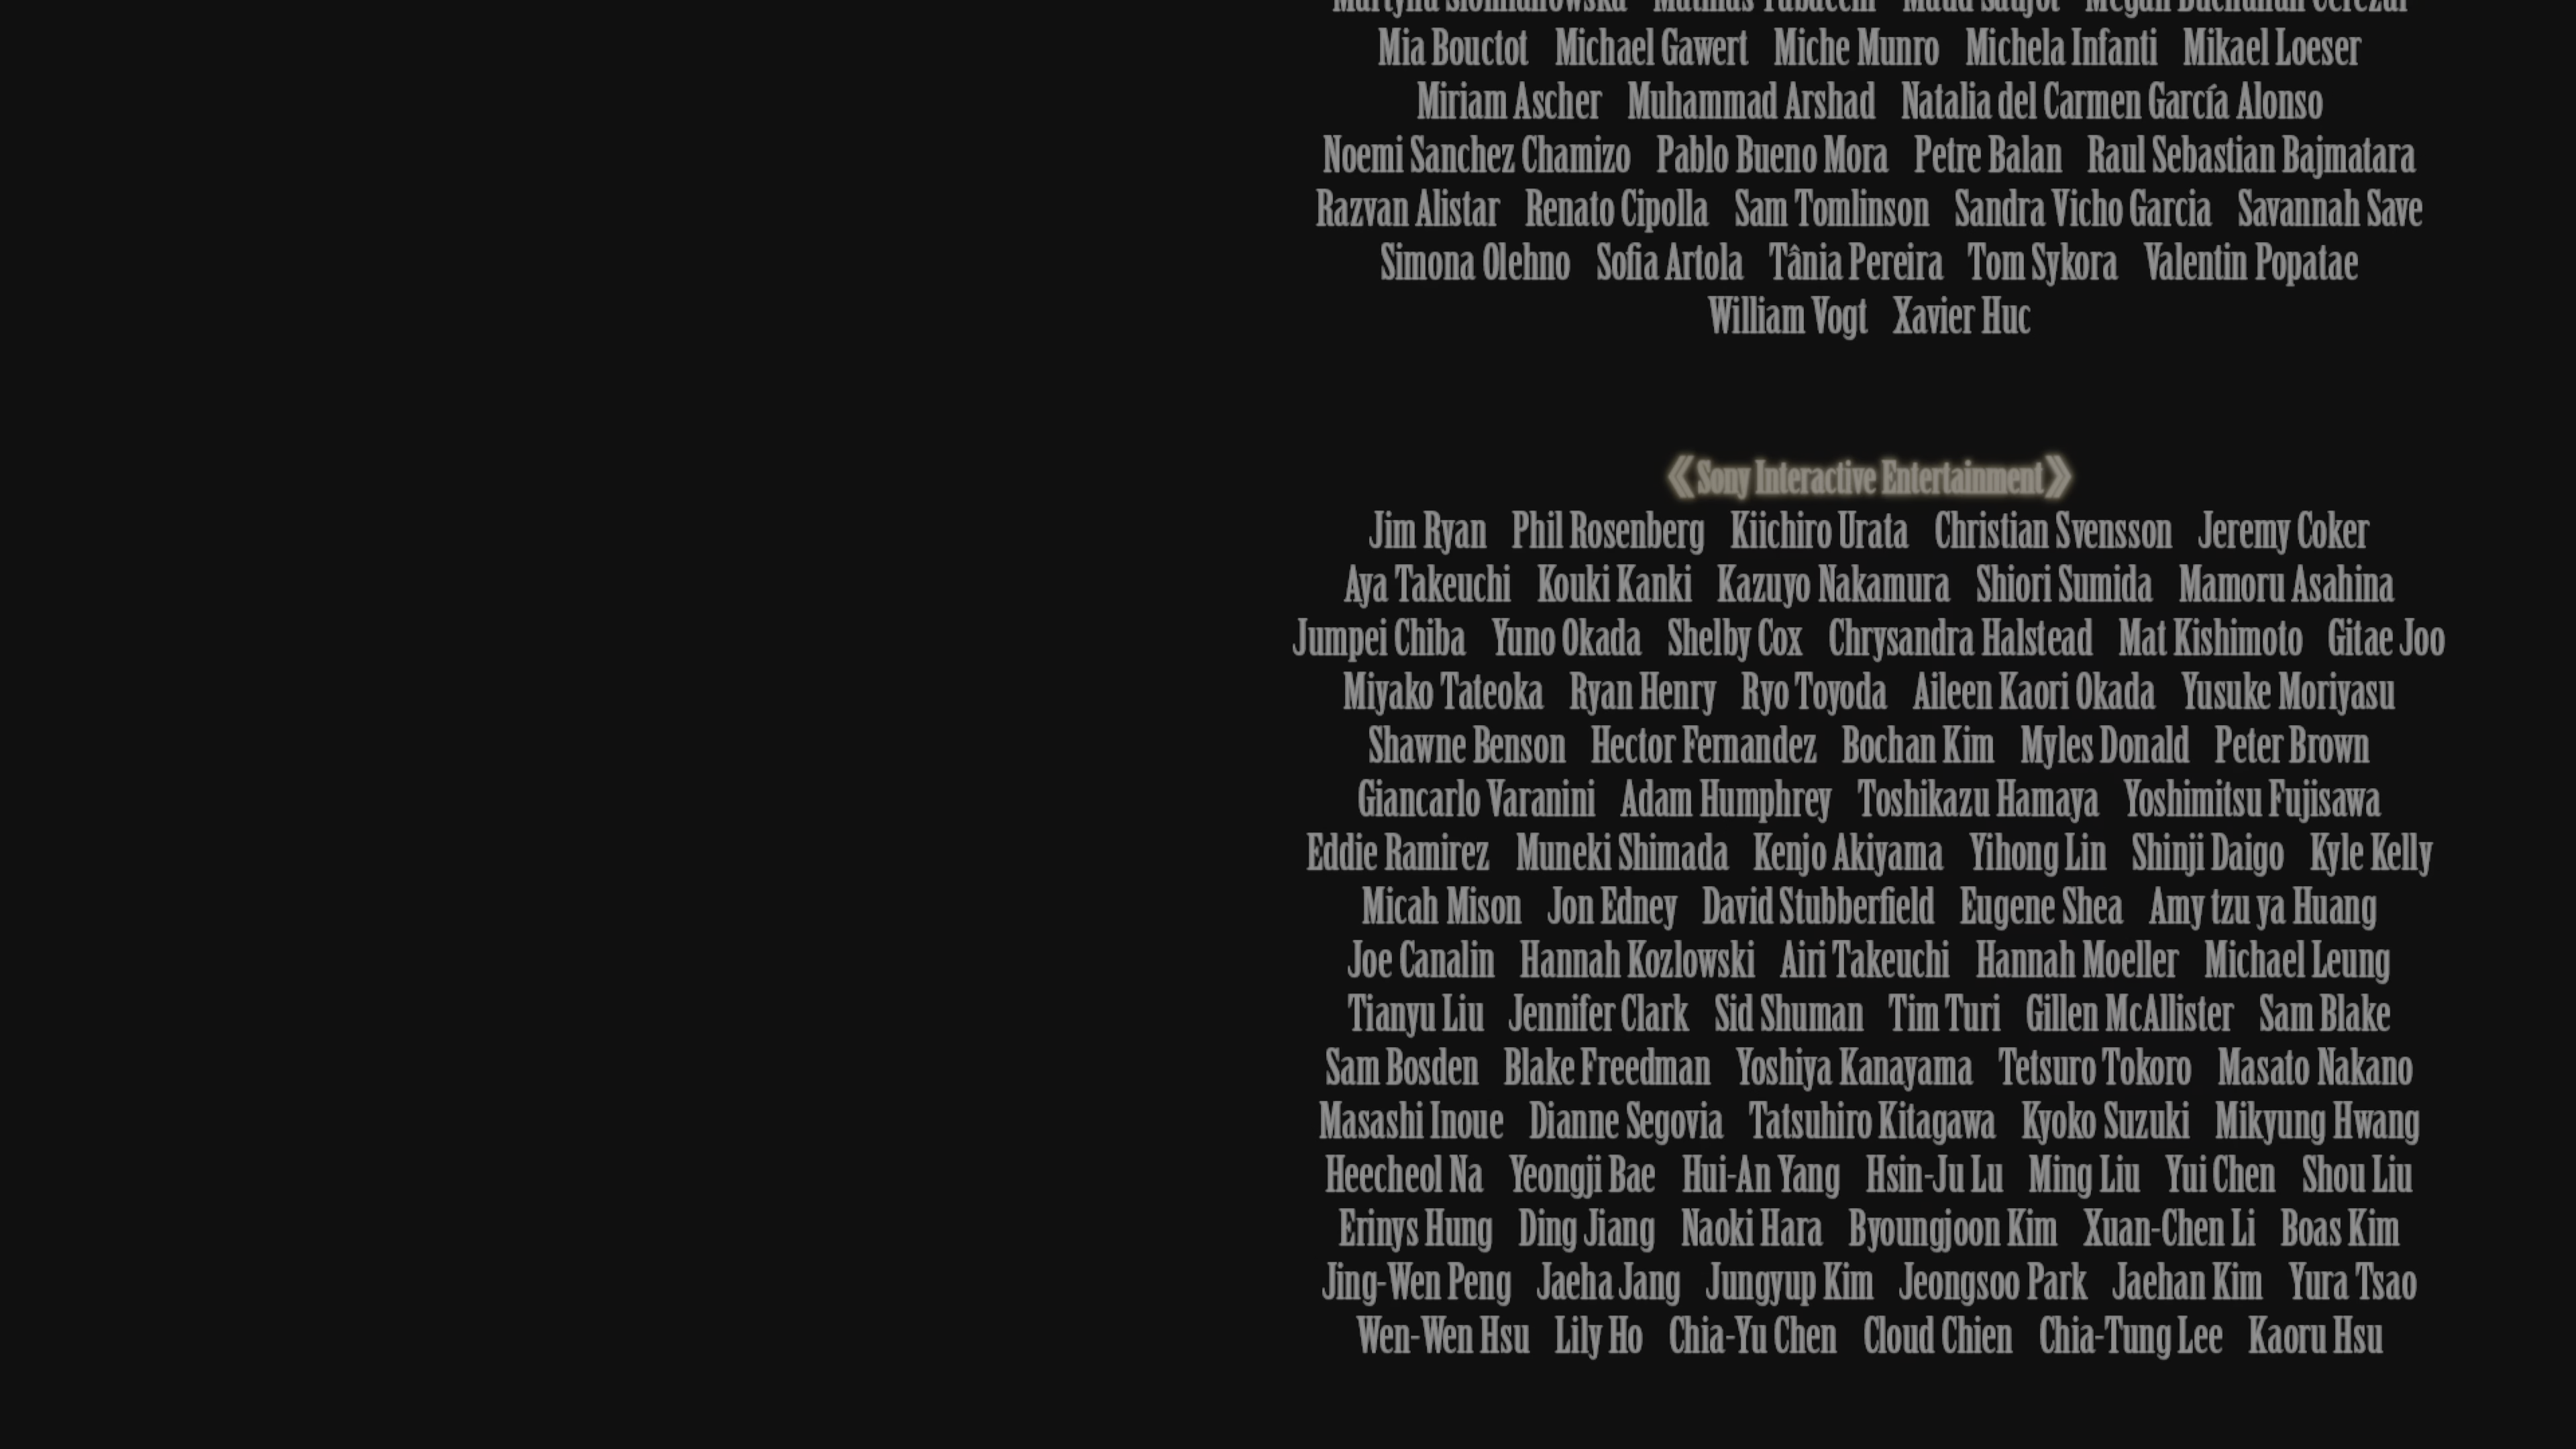 Mia Bouctot Michael Gawert Miche Munro Michela Infanti Mikael Loeser
Miriam Ascher Muhammad Arshad Natalia del Carmen García Alonso
Noemi Sanchez Chamizo Pablo Bueno Mora Petre Balan Raul Sebastian Bajmatara
Razvan Alistar Renato Cipolla Sam Tomlinson Sandra Vicho Garcia Savannah Save
Simona Olehno Sofia Artola Tânia Pereira Tom Sykora Valentin Popatae
William Vogt Xavier Huc
《Sony Interactive Entertainment》
Jim Ryan Phil Rosenberg Kiichiro Urata Christian Svensson Jeremy Coker
Aya Takeuchi Kouki Kanki Kazuyo Nakamura Shiori Sumida Mamoru Asahina
Jumpei Chiba Yuno Okada Shelby Cox Chrysandra Halstead Mat Kishimoto Gitae Joo
Miyako Tateoka Ryan Henry Ryo Toyoda Aileen Kaori Okada Yusuke Moriyasu
Shawne Benson Hector Fernandez Bochan Kim Myles Donald Peter Brown
Giancarlo Varanini Adam Humphrey Toshikazu Hamaya Yoshimitsu Fujisawa
Eddie Ramirez Muneki Shimada Kenjo Akiyama Yihong Lin Shinji Daigo Kyle Kelly
Micah Mison Jon Edney David Stubberfield Eugene Shea Amy tzu ya Huang
Joe Canalin Hannah Kozlowski Airi Takeuchi Hannah Moeller Michael Leung
Tianyu Liu Jennifer Clark Sid Shuman Tim Turi Gillen McAllister Sam Blake
Sam Bosden Blake Freedman Yoshiya Kanayama Tetsuro Tokoro Masato Nakano
Masashi Inoue Dianne Segovia Tatsuhiro Kitagawa Kyoko Suzuki Mikyung Hwang
Heecheol Na Yeongji Bae Hui-An Yang Hsin-Ju Lu Ming Liu Yui Chen Shou Liu
Erinys Hung Ding Jiang Naoki Hara Byoungjoon Kim Xuan-Chen Li Boas Kim
Jing-Wen Peng Jaeha Jang Jungyup Kim Jeongsoo Park Jaehan Kim Yura Tsao
Wen-Wen Hsu Lily Ho Chia-Yu Chen Cloud Chien Chia-Tung Lee Kaoru Hsu